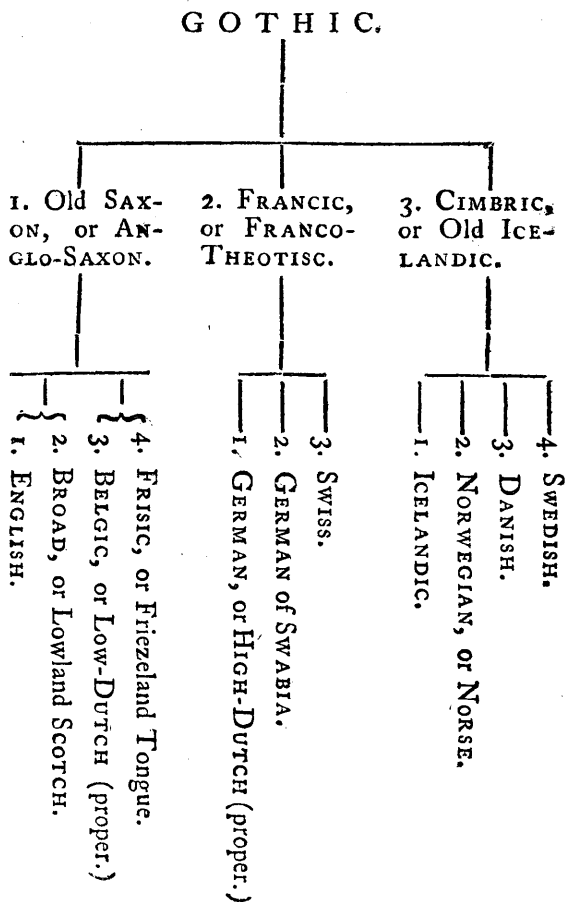 GOTHIC.
1. Old SAX-
ON, or AN-
GLO-SAXON.
2. FRANCIC,
or FRANCO-
THEOTISC.
3. CIMBRIC,
or Old ICE-
LANDIC.
1. ENGLISH.
2. BROAD, or Lowland SCOTCH.
3. BELGIC, or LOW-DUTCH (proper.)
4. FRISIC, or Friezeland Tongue.
1. GERMAN, or HIGH-DUTCH (proper.)
2. GERMAN of SWABIA.
3. SWISS.
1. ICELANDIC.
2. NORWEGIAN, or NORSE.
3. DANISH.
4. SWEDISH.